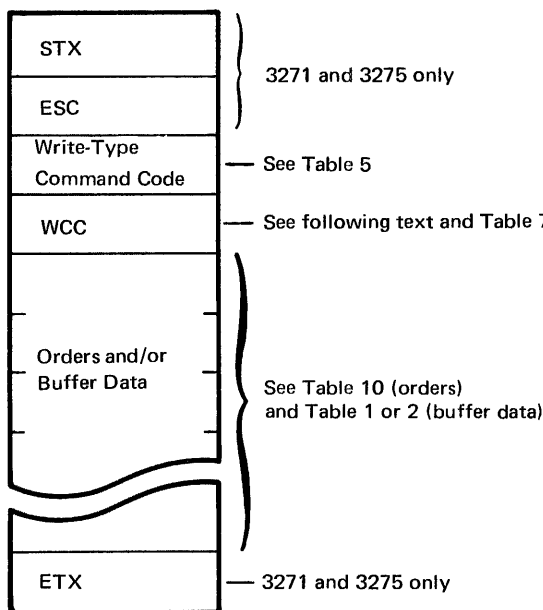 STX
3271 and 3275 only
ESC
Write-Type
Command Code
See Table 5
WCC
See following text and Table 7
Orders and/or
Buffer Data
See Table 10 (orders)
and Table 1 or 2 (buffer data)
ETX
3271 and 3275 only